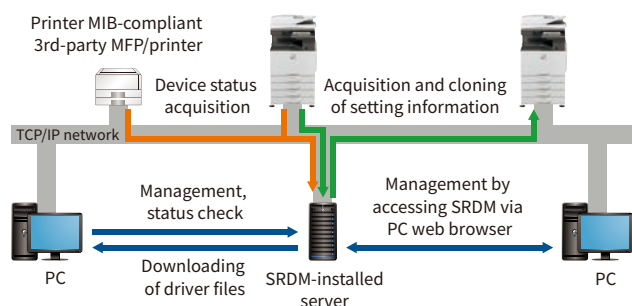 Printer MIB-compliant
3rd-party MFP/printer
Device status
acquisition
Acquisition and cloning
of setting information
TCP/IP network
Management,
status check
Management by
accessing SRDM via
PC web browser
Downloading
of driver files
PC
SRDM-installed
server
PC